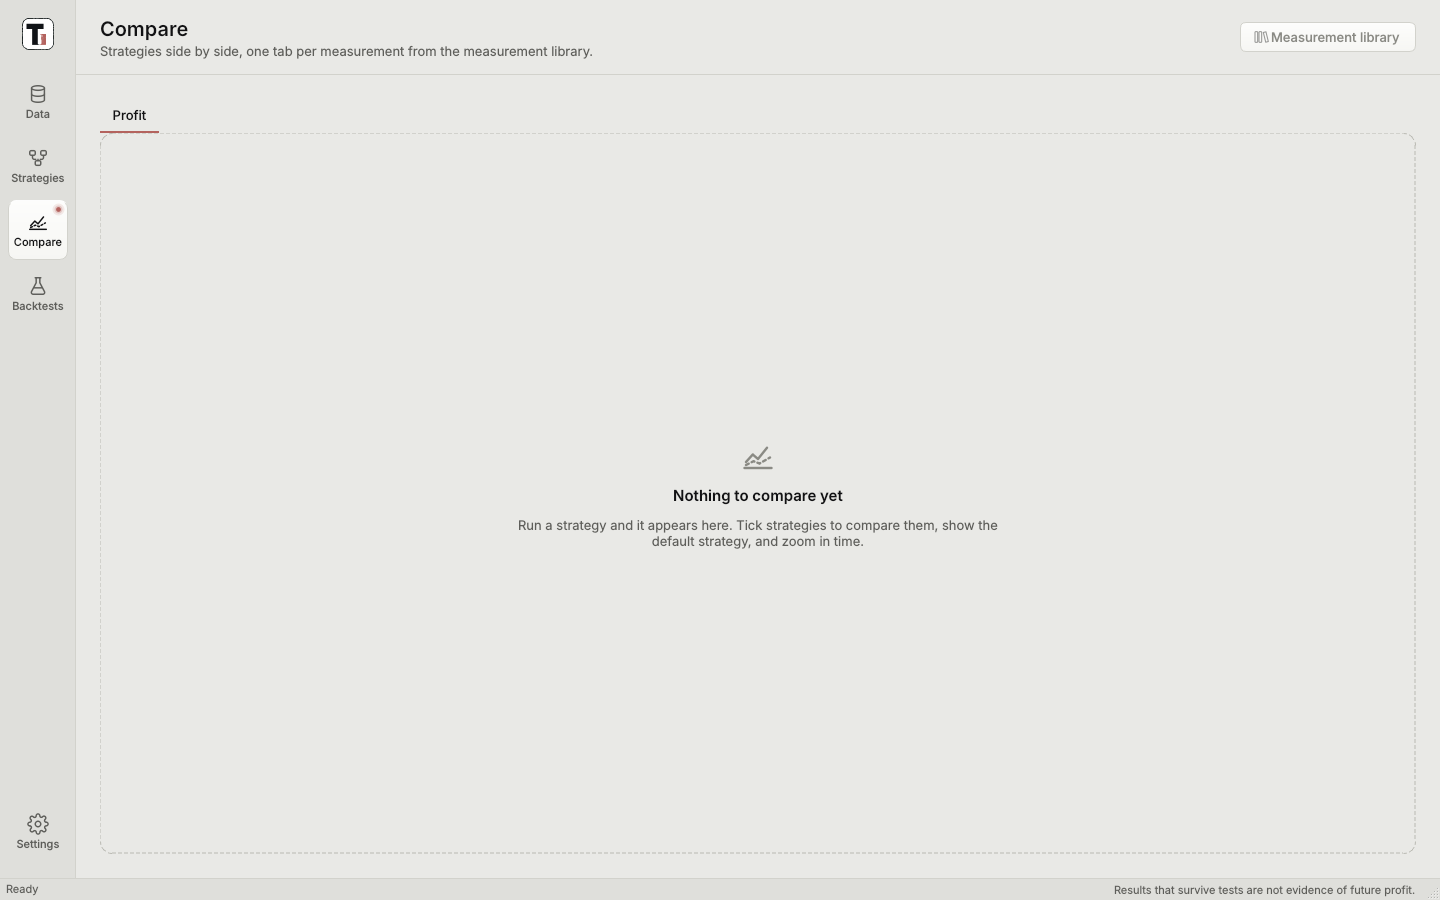 Compare
Strategies side by side, one tab per measurement from the measurement library.
Measurement library
Data
Strategies
Compare
Backtests
Settings
Profit
Nothing to compare yet
Run a strategy and it appears here. Tick strategies to compare them, show the
default strategy, and zoom in time.
Ready
Results that survive tests are not evidence of future profit.